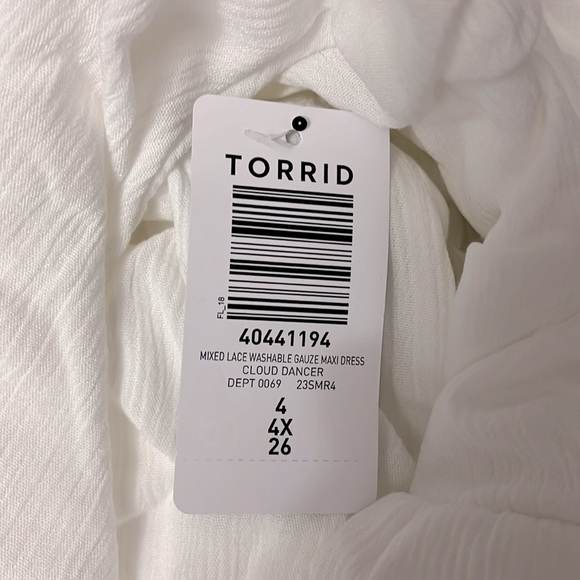 TORRID
FL_18
40441194
MIXED LACE WASHABLE GAUZE MAXI DRESS
CLOUD DANCER
DEPT 0069 23SMR4
4
4X
26